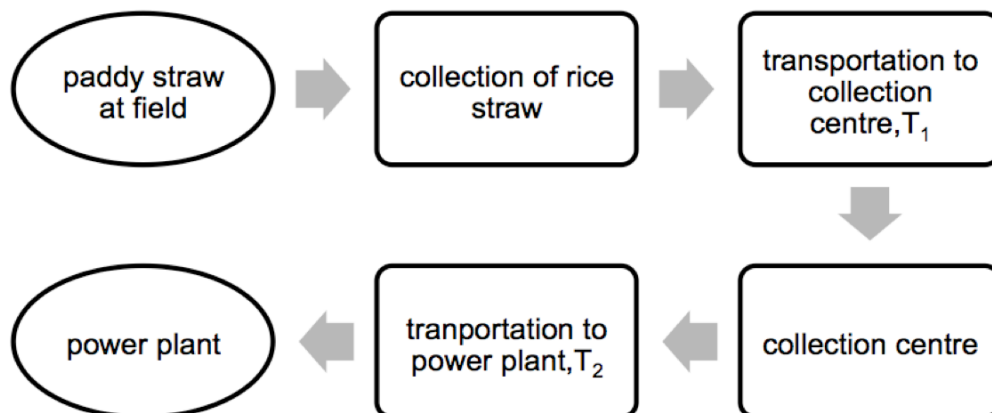 paddy straw
at field
collection of rice
straw
transportation to
collection
centre,T₁
collection centre
tranportation to
power plant,T₂
power plant